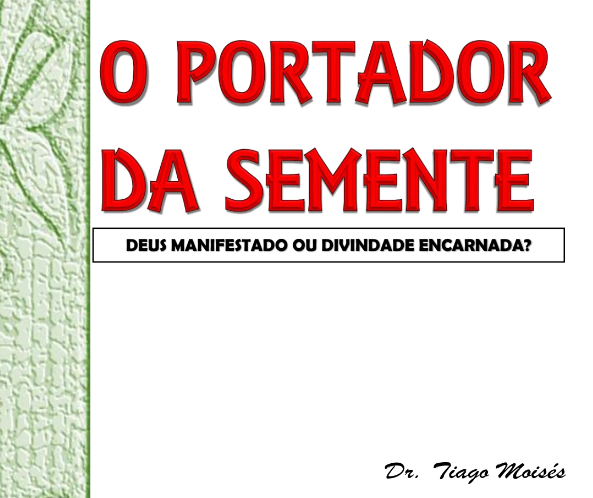 O PORTADOR
DA SEMENTE
DEUS MANIFESTADO OU DIVINDADE ENCARNADA?
Dr. Tiago Moisés